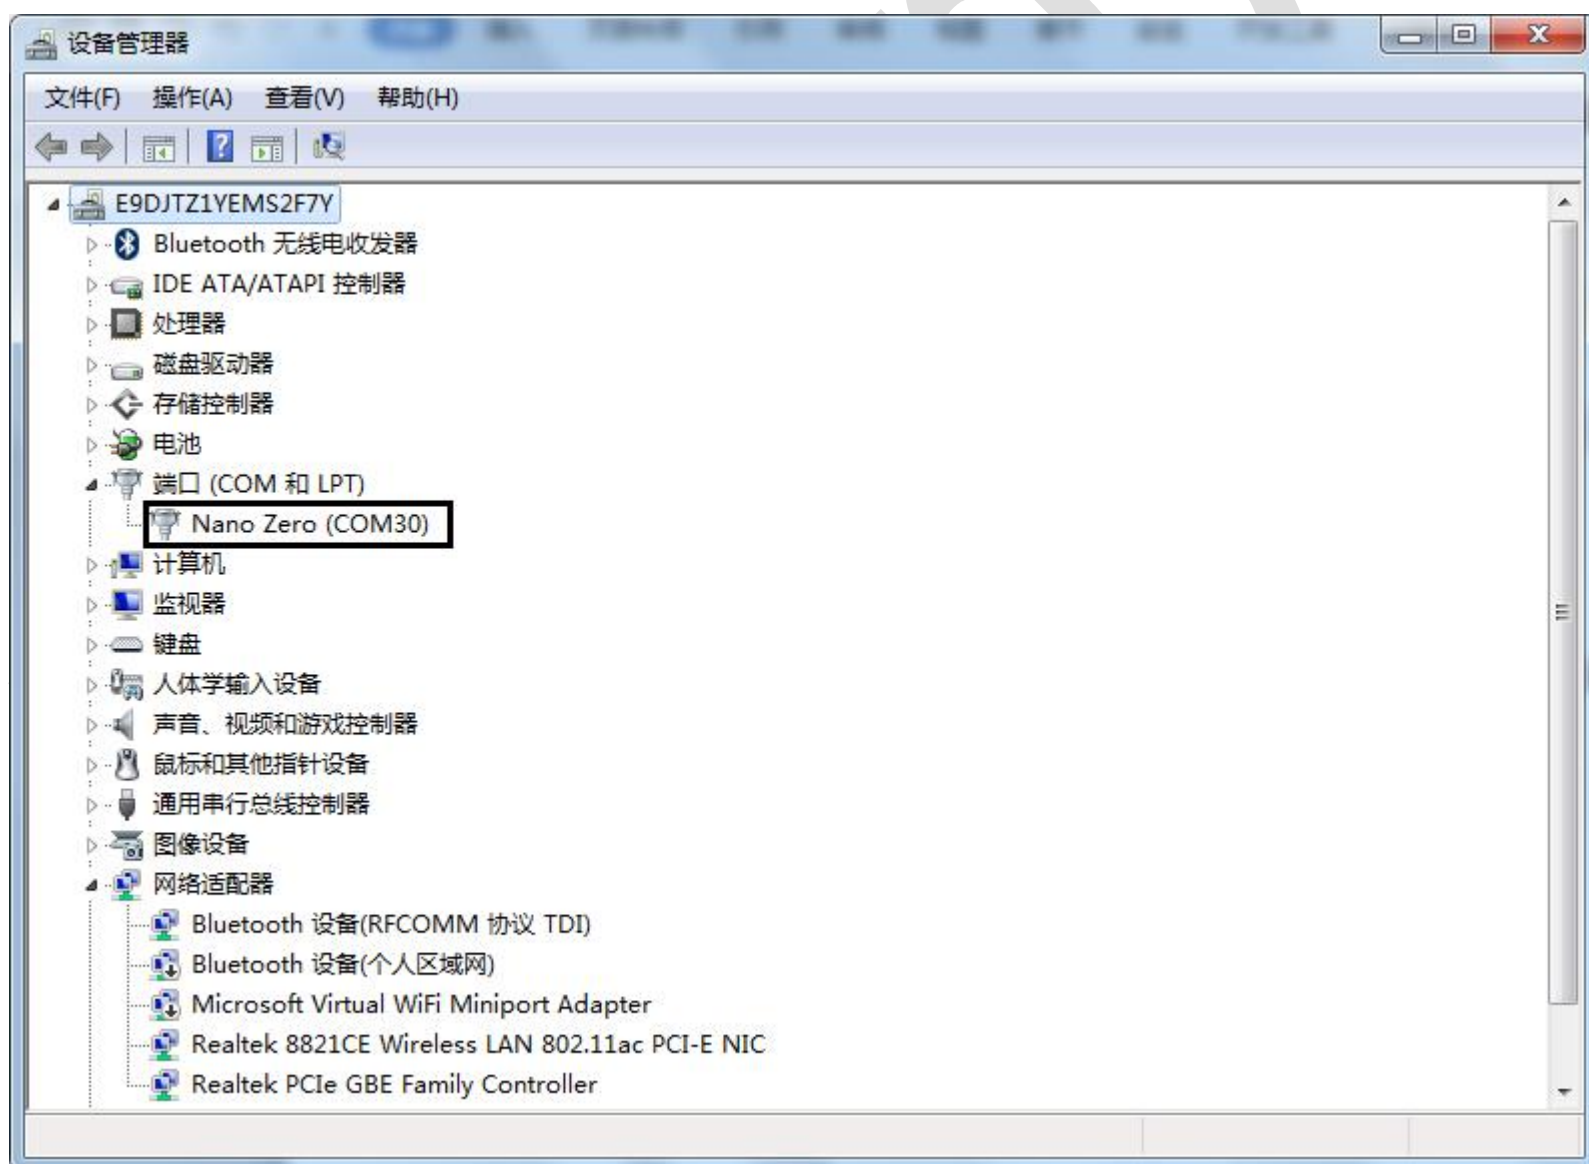 设备管理器
文件(F) 操作(A) 查看(V) 帮助(H)
E9DJTZ1YEMS2F7Y
Bluetooth 无线电收发器
IDE ATA/ATAPI 控制器
处理器
磁盘驱动器
存储控制器
电池
端口 (COM 和 LPT)
Nano Zero (COM30)
计算机
监视器
键盘
人体学输入设备
声音、视频和游戏控制器
鼠标和其他指针设备
通用串行总线控制器
图像设备
网络适配器
Bluetooth 设备(RFCOMM 协议 TDI)
Bluetooth 设备(个人区域网)
Microsoft Virtual WiFi Miniport Adapter
Realtek 8821CE Wireless LAN 802.11ac PCI-E NIC
Realtek PCIe GBE Family Controller